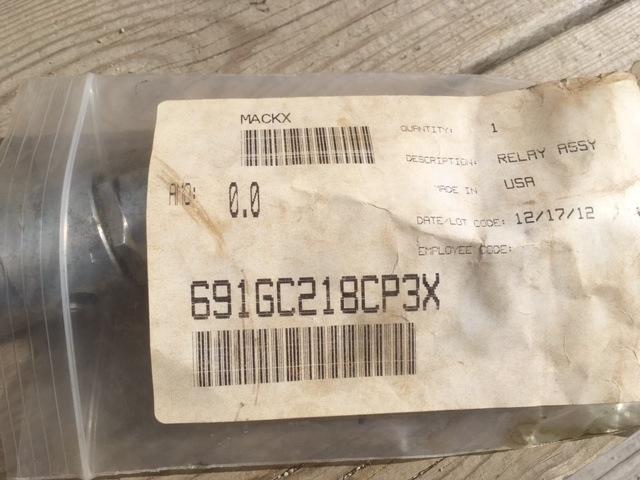 MACKX
QUANTITY: 1
DESCRIPTION: RELAY ASSY
MADE IN USA
0.0
DATE/LOT CODE: 12/17/12
EMPLOYEE CODE:
691GC218CP3X